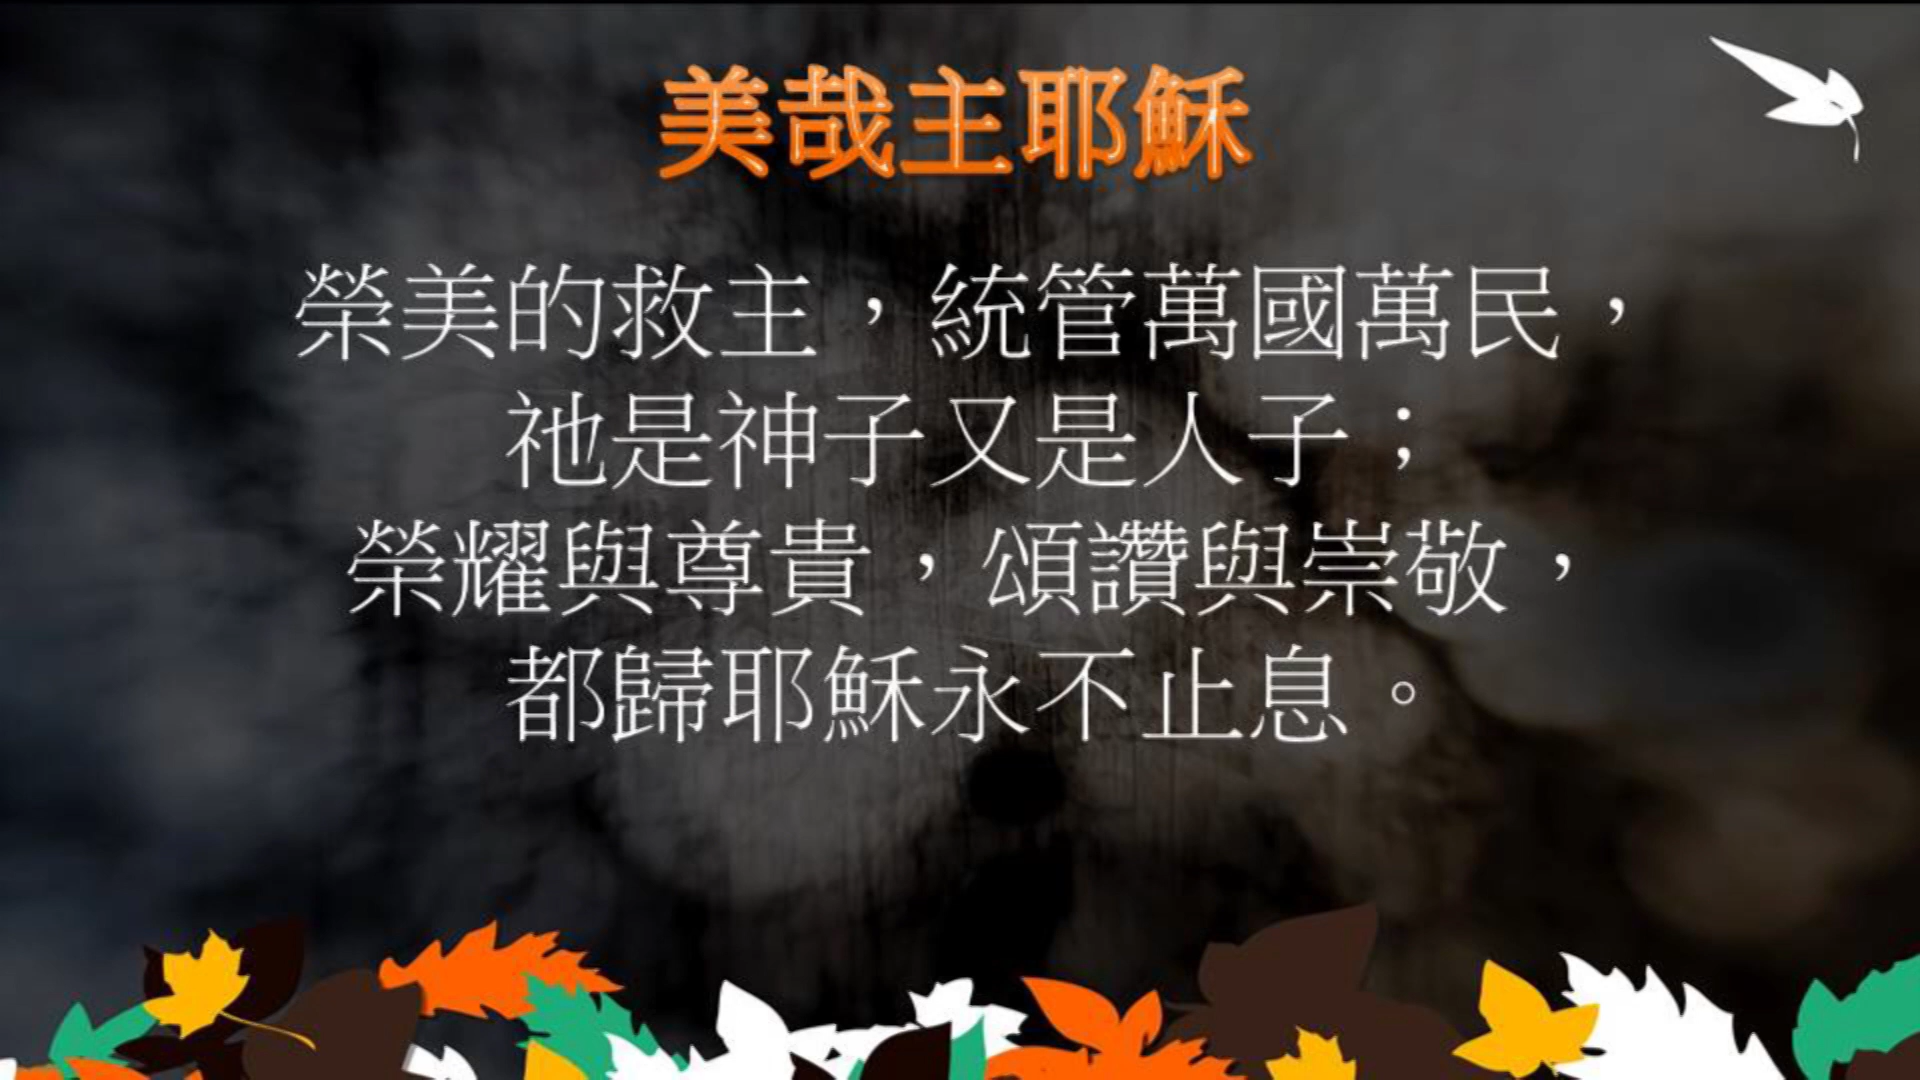 美哉主耶穌
榮美的救主，統管萬國萬民，
祂是神子又是人子；
榮耀與尊貴，頌讚與崇敬，
都歸耶穌永不止息。